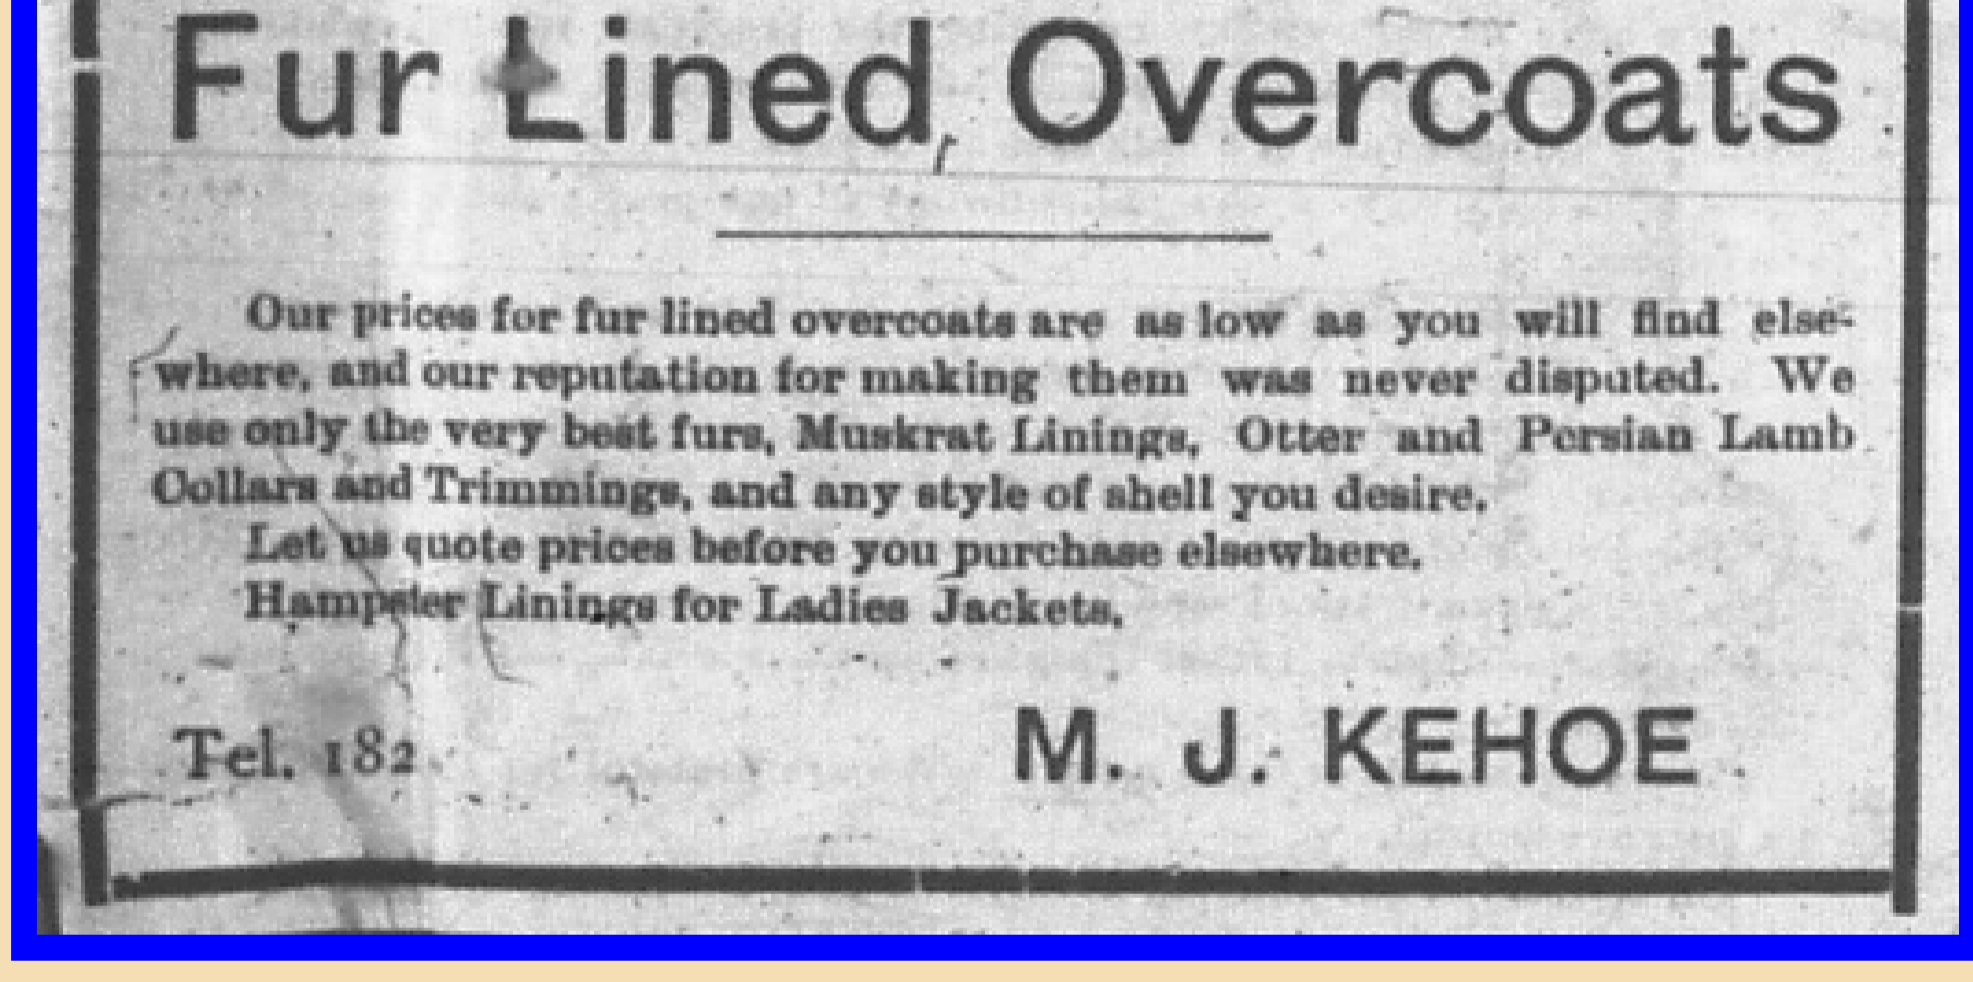 Fur Lined Overcoats
Our prices for fur lined overcoats are as low as you will find else-
where, and our reputation for making them was never disputed. We
use only the very best furs, Muskrat Linings, Otter and Persian Lamb
Collars and Trimmings, and any style of shell you desire.
Let us quote prices before you purchase elsewhere.
Hampster Linings for Ladies Jackets.
Tel. 182
M. J. KEHOE